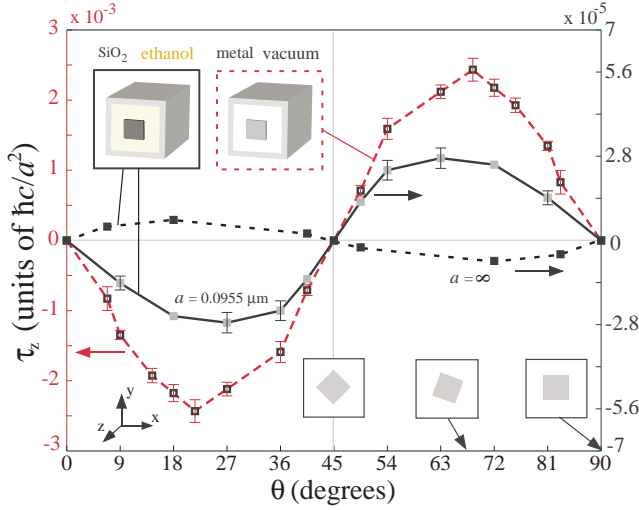 x 10⁻³
x 10⁻⁵
SiO₂ ethanol
metal vacuum
3
2
1
0
-1
-2
-3
7
5.6
2.8
0
-2.8
-5.6
-7
τz (units of ħc/a²)
a = 0.0955 μm
a = ∞
y
x
z
0 9 18 27 36 45 54 63 72 81 90
θ (degrees)